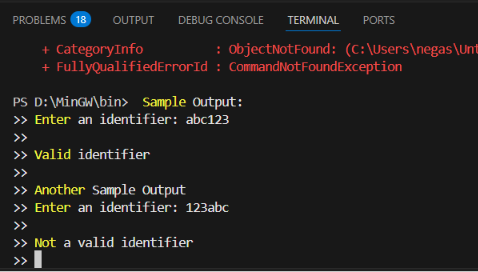 PROBLEMS 18 OUTPUT DEBUG CONSOLE TERMINAL PORTS
+ CategoryInfo : ObjectNotFound: (C:\Users\negas\Unt
+ FullyQualifiedErrorId : CommandNotFoundException
PS D:\MinGW\bin> Sample Output:
>> Enter an identifier: abc123
>>
>> Valid identifier
>>
>> Another Sample Output
>> Enter an identifier: 123abc
>>
>> Not a valid identifier
>>